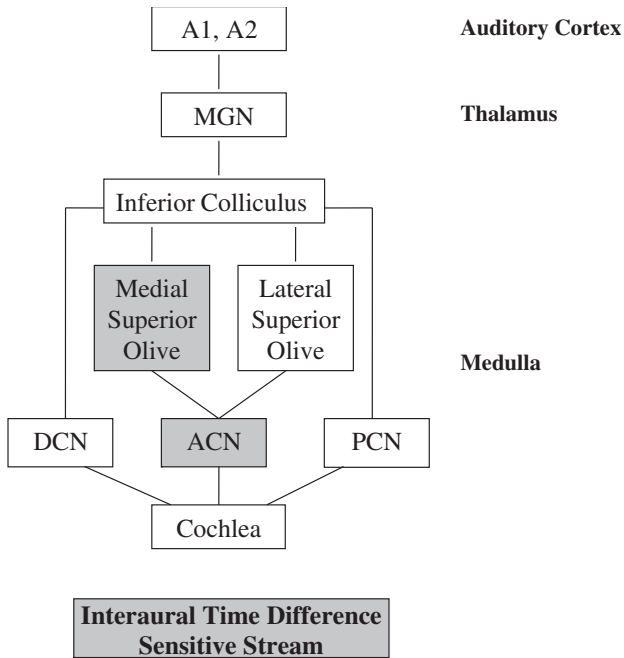 A1, A2
Auditory Cortex
MGN
Thalamus
Inferior Colliculus
Medial
Superior
Olive
Lateral
Superior
Olive
Medulla
DCN
ACN
PCN
Cochlea
Interaural Time Difference
Sensitive Stream